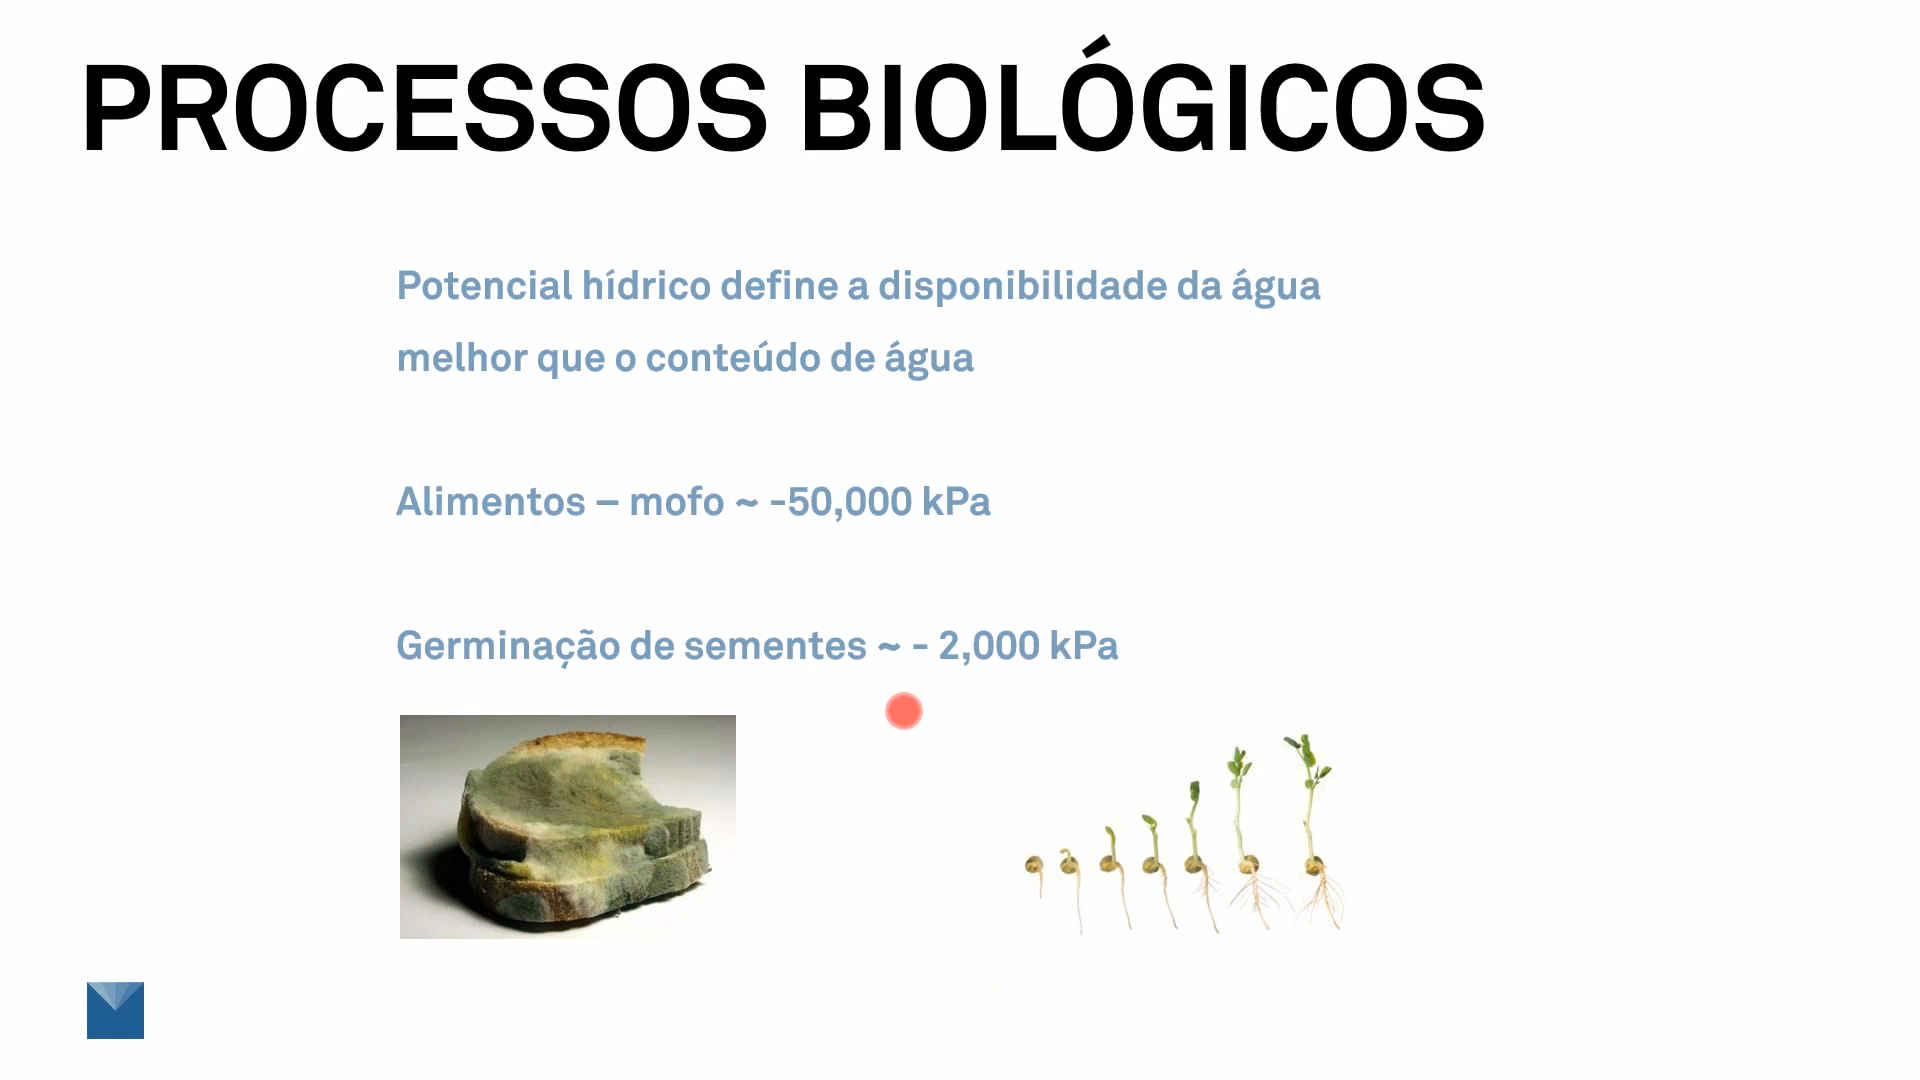 PROCESSOS BIOLÓGICOS
Potencial hídrico define a disponibilidade da água
melhor que o conteúdo de água
Alimentos – mofo ~ -50,000 kPa
Germinação de sementes ~ - 2,000 kPa